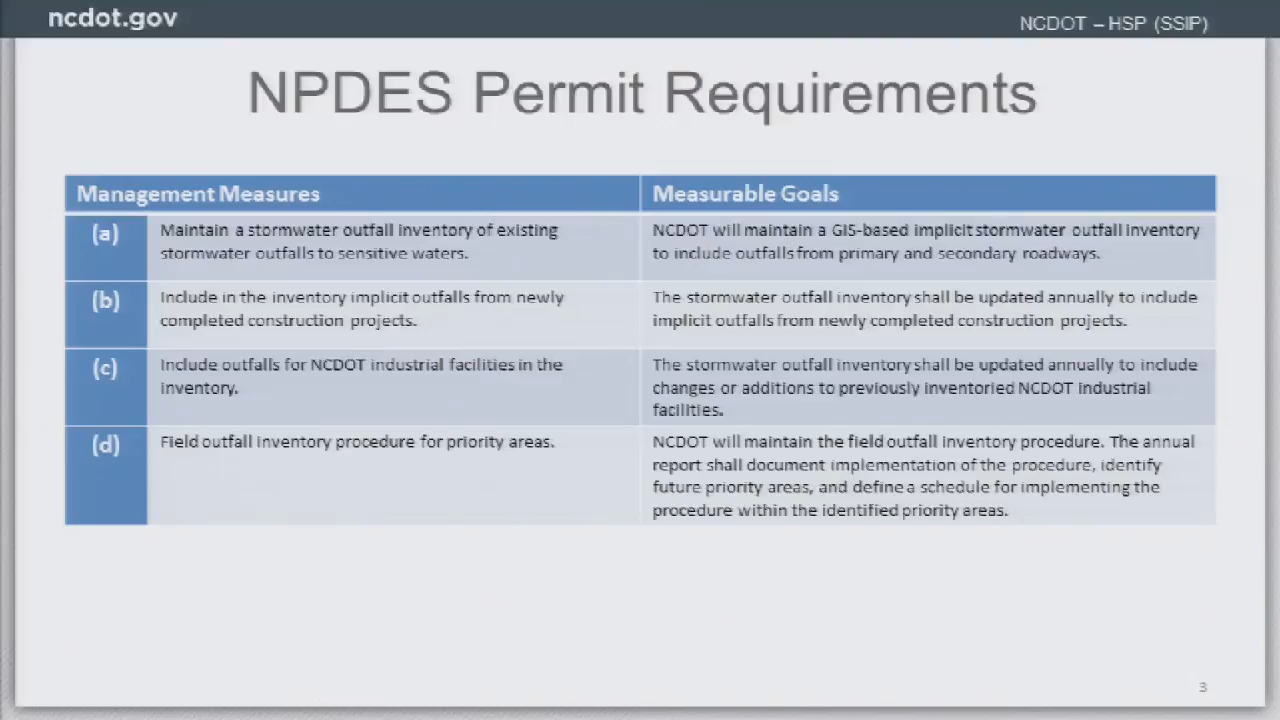 ncdot.gov
NCDOT – HSP (SSIP)
NPDES Permit Requirements
Management Measures
Measurable Goals
(a)
Maintain a stormwater outfall inventory of existing
stormwater outfalls to sensitive waters.
NCDOT will maintain a GIS-based implicit stormwater outfall inventory
to include outfalls from primary and secondary roadways.
(b)
Include in the inventory implicit outfalls from newly
completed construction projects.
The stormwater outfall inventory shall be updated annually to include
implicit outfalls from newly completed construction projects.
(c)
Include outfalls for NCDOT industrial facilities in the
inventory.
The stormwater outfall inventory shall be updated annually to include
changes or additions to previously inventoried NCDOT industrial
facilities.
(d)
Field outfall inventory procedure for priority areas.
NCDOT will maintain the field outfall inventory procedure. The annual
report shall document implementation of the procedure, identify
future priority areas, and define a schedule for implementing the
procedure within the identified priority areas.
3